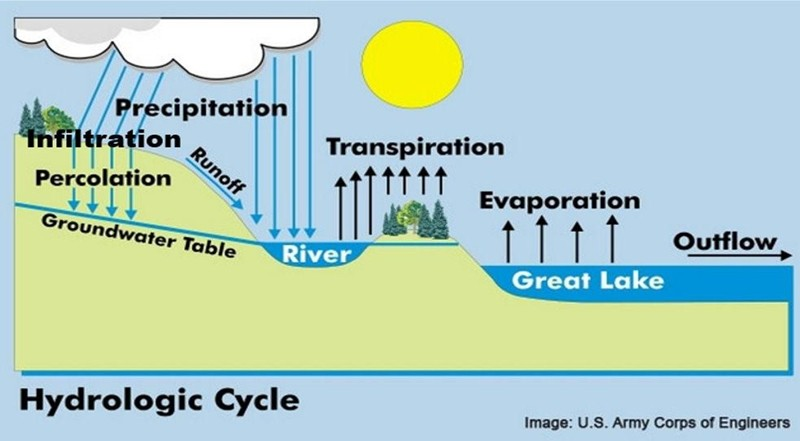 Precipitation
Infiltration
Percolation
Runoff
Groundwater Table
River
Transpiration
Evaporation
Outflow
Great Lake
Hydrologic Cycle
Image: U.S. Army Corps of Engineers